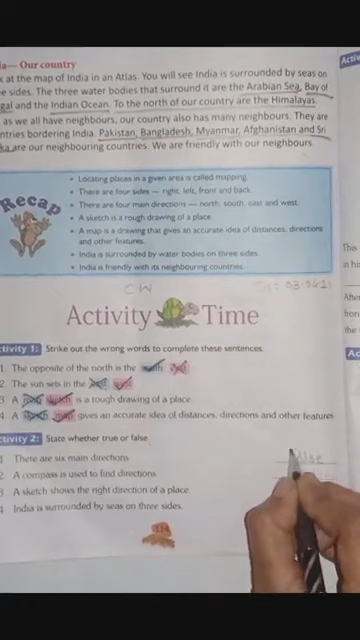 ia— Our country
k at the map of India in an Atlas. You will see India is surrounded by seas on
e sides. The three water bodies that surround it are the Arabian Sea, Bay of
gal and the Indian Ocean. To the north of our country are the Himalayas.
as we all have neighbours, our country also has many neighbours. They are
ntries bordering India. Pakistan, Bangladesh, Myanmar, Afghanistan and Sri
ka are our neighbouring countries. We are friendly with our neighbours.
Recap
• Locating places in a given area is called mapping.
• There are four sides — right, left, front and back.
• There are four main directions — north, south, east and west.
• A sketch is a rough drawing of a place.
• A map is a drawing that gives an accurate idea of distances, directions
and other features.
• India is surrounded by water bodies on three sides.
• India is friendly with its neighbouring countries.
CW
Activity Time
ctivity 1: Strike out the wrong words to complete these sentences.
1 The opposite of the north is the south
2 The sun sets in the
3 A map sketch is a rough drawing of a place
4 A sketch map gives an accurate idea of distances, directions and other features
ctivity 2: State whether true or false
1 There are six main directions
2 A compass is used to find directions
3 A sketch shows the right direction of a place
4 India is surrounded by seas on three sides.
This
After
the